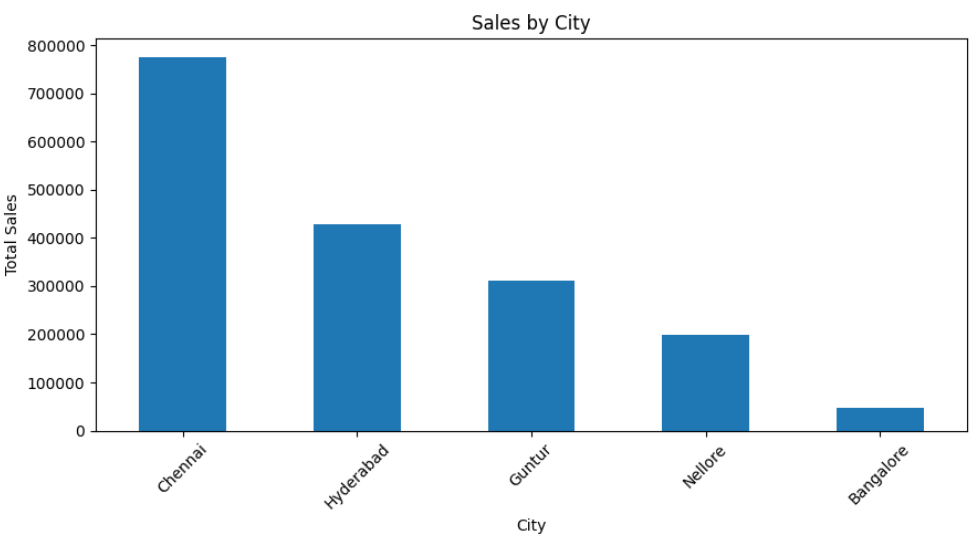 Sales by City
800000
700000
600000
500000
400000
300000
200000
100000
0
Total Sales
Chennai
Hyderabad
Guntur
Nellore
Bangalore
City